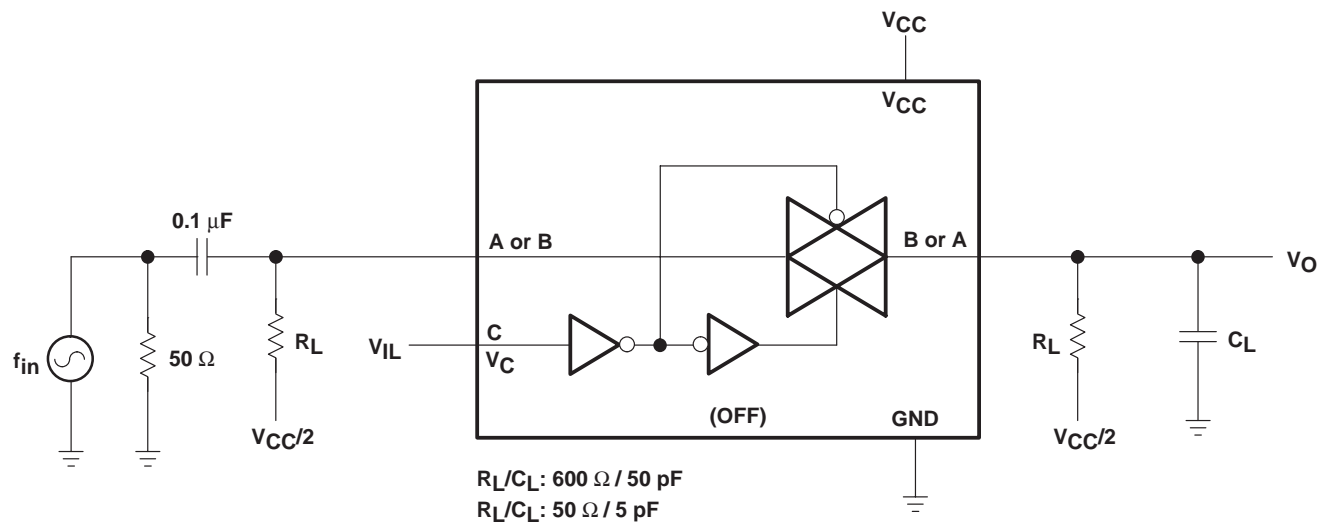 VCC
VCC
0.1 μF
A or B
B or A
VO
fin
50 Ω
RL
VIL
C
VC
RL
CL
VCC/2
(OFF)
GND
VCC/2
RL/CL: 600 Ω / 50 pF
RL/CL: 50 Ω / 5 pF